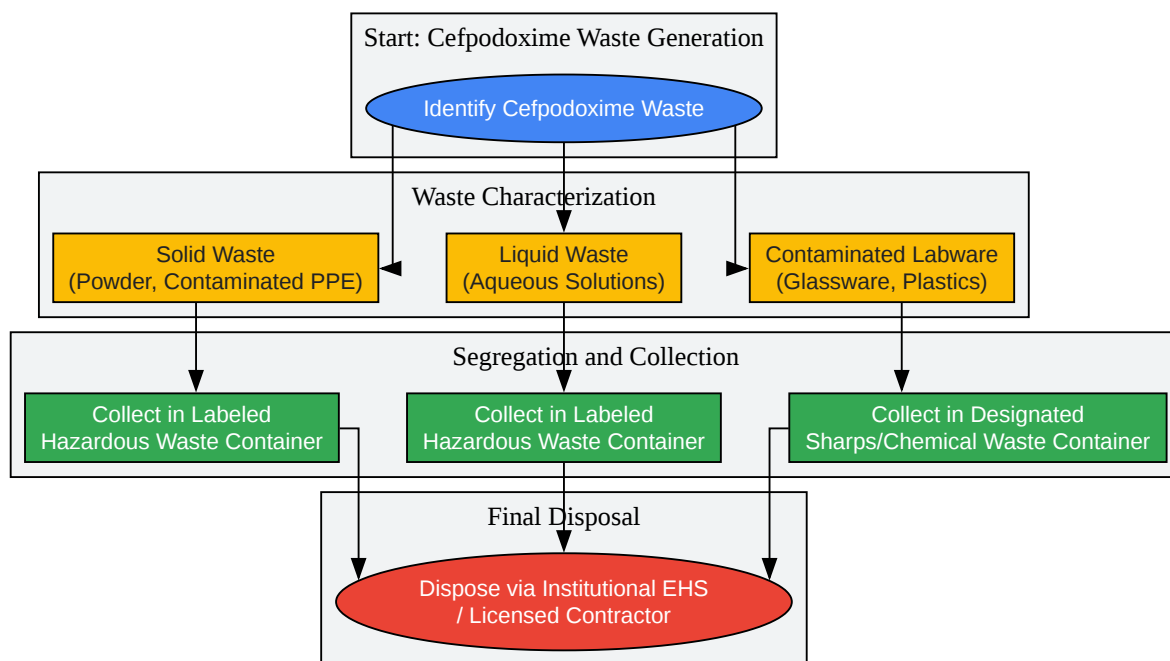 Start: Cefpodoxime Waste Generation
Identify Cefpodoxime Waste
Waste Characterization
Solid Waste
(Powder, Contaminated PPE)
Liquid Waste
(Aqueous Solutions)
Contaminated Labware
(Glassware, Plastics)
Segregation and Collection
Collect in Labeled
Hazardous Waste Container
Collect in Labeled
Hazardous Waste Container
Collect in Designated
Sharps/Chemical Waste Container
Final Disposal
Dispose via Institutional EHS
/ Licensed Contractor